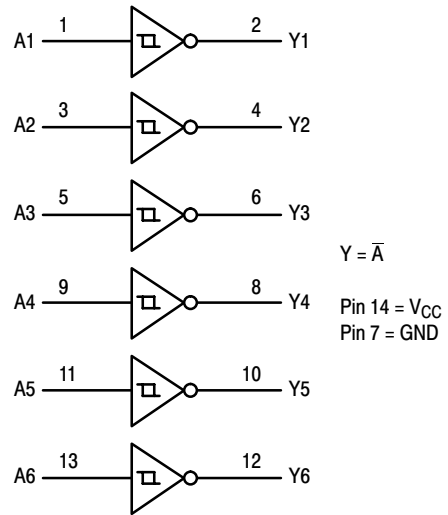 A1 1 2 Y1
A2 3 4 Y2
A3 5 6 Y3
Y = A̅
A4 9 8 Y4
Pin 14 = VCC
Pin 7 = GND
A5 11 10 Y5
A6 13 12 Y6